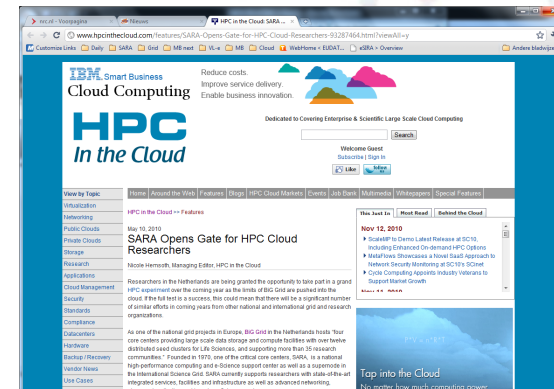 nrc.nl - Voorpagina
Nieuws
HPC in the Cloud: SARA ...
www.hpcinthecloud.com/features/SARA-Opens-Gate-for-HPC-Cloud-Researchers-93287464.html?viewAll=y
Customize Links Daily SARA Grid MB next VL-e MB Cloud WebHome < EUDAT... eSIRA > Overview Andere bladwijze
IBM. Smart Business
Cloud Computing
Reduce costs.
Improve service delivery.
Enable business innovation.
HPC
In the Cloud
Dedicated to Covering Enterprise & Scientific Large Scale Cloud Computing
Search
Welcome Guest
Subscribe | Sign In
Like
follow
View by Topic
Virtualization
Networking
Public Clouds
Private Clouds
Storage
Research
Applications
Cloud Management
Security
Standards
Compliance
Datacenters
Hardware
Backup / Recovery
Vendor News
Use Cases
Home Around the Web Features Blogs HPC Cloud Markets Events Job Bank Multimedia Whitepapers Special Features
HPC in the Cloud >> Features
May 10, 2010
SARA Opens Gate for HPC Cloud
Researchers
Nicole Hemsoth, Managing Editor, HPC in the Cloud
Researchers in the Netherlands are being granted the opportunity to take part in a grand
HPC experiment over the coming year as the limits of BiG Grid are pushed into the
cloud. If the full test is a success, this could mean that there will be a significant number
of similar efforts in coming years from other national and international grid and research
organizations.
As one of the national grid projects in Europe, BiG Grid in the Netherlands hosts "four
core centers providing large scale data storage and compute facilities with over twelve
distributed seed clusters for Life Sciences, and supporting more than 35 research
communities." Founded in 1970, one of the critical core centers, SARA, is a national
high-performance computing and e-Science support center as well as a supernode in
the International Science Grid. SARA currently supports researchers with state-of-the-art
integrated services, facilities and infrastructure as well as advanced networking,
This Just In Most Read Behind the Cloud
Nov 12, 2010
ScaleMP to Demo Latest Release at SC10,
Including Enhanced On-demand HPC Options
MetaFlows Showcases a Novel SaaS Approach to
Network Security Monitoring at SC10's SCinet
Cycle Computing Appoints Industry Veterans to
Support Market Growth
Nov 11, 2010
Tap into the Cloud
No matter how much computing power